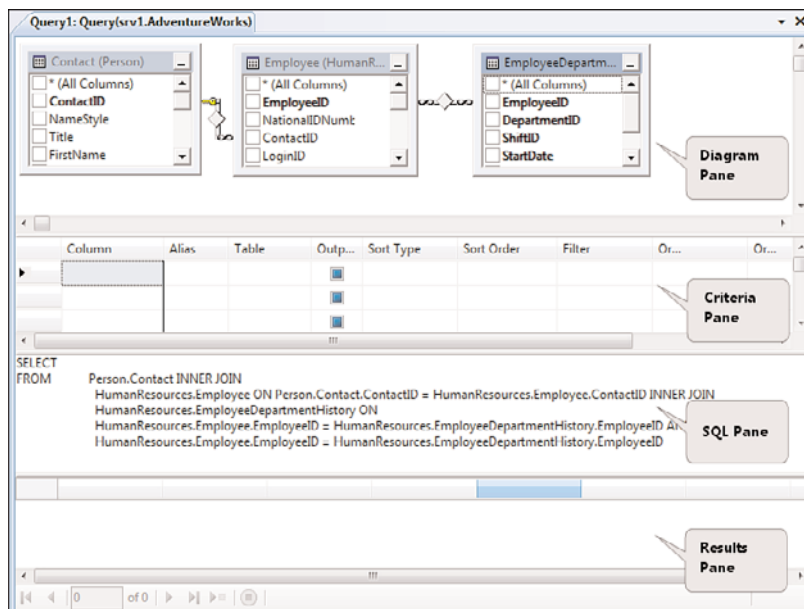 Query1: Query(srv1.AdventureWorks)
Contact (Person)
* (All Columns)
ContactID
NameStyle
Title
FirstName
Employee (HumanR...
* (All Columns)
EmployeeID
NationalIDNumb
ContactID
LoginID
EmployeeDepartm...
* (All Columns)
EmployeeID
DepartmentID
ShiftID
StartDate
Diagram Pane
Column Alias Table Outp... Sort Type Sort Order Filter Or... Or...
Criteria Pane
SELECT
FROM Person.Contact INNER JOIN
HumanResources.Employee ON Person.Contact.ContactID = HumanResources.Employee.ContactID INNER JOIN
HumanResources.EmployeeDepartmentHistory ON
HumanResources.Employee.EmployeeID = HumanResources.EmployeeDepartmentHistory.EmployeeID
HumanResources.Employee.EmployeeID = HumanResources.EmployeeDepartmentHistory.EmployeeID
SQL Pane
Results Pane
0 of 0